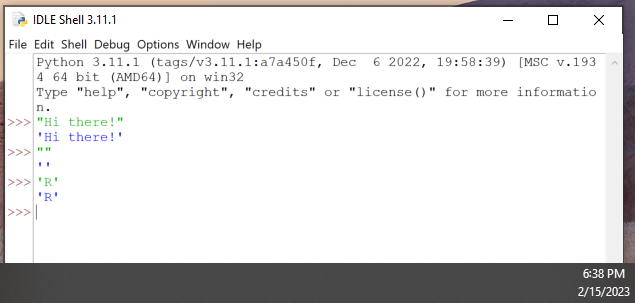 IDLE Shell 3.11.1
File Edit Shell Debug Options Window Help
Python 3.11.1 (tags/v3.11.1:a7a450f, Dec  6 2022, 19:58:39) [MSC v.193
4 64 bit (AMD64)] on win32
Type "help", "copyright", "credits" or "license()" for more informatio
n.
>>> "Hi there!"
'Hi there!'
>>> ""
''
>>> 'R'
'R'
>>>
6:38 PM
2/15/2023